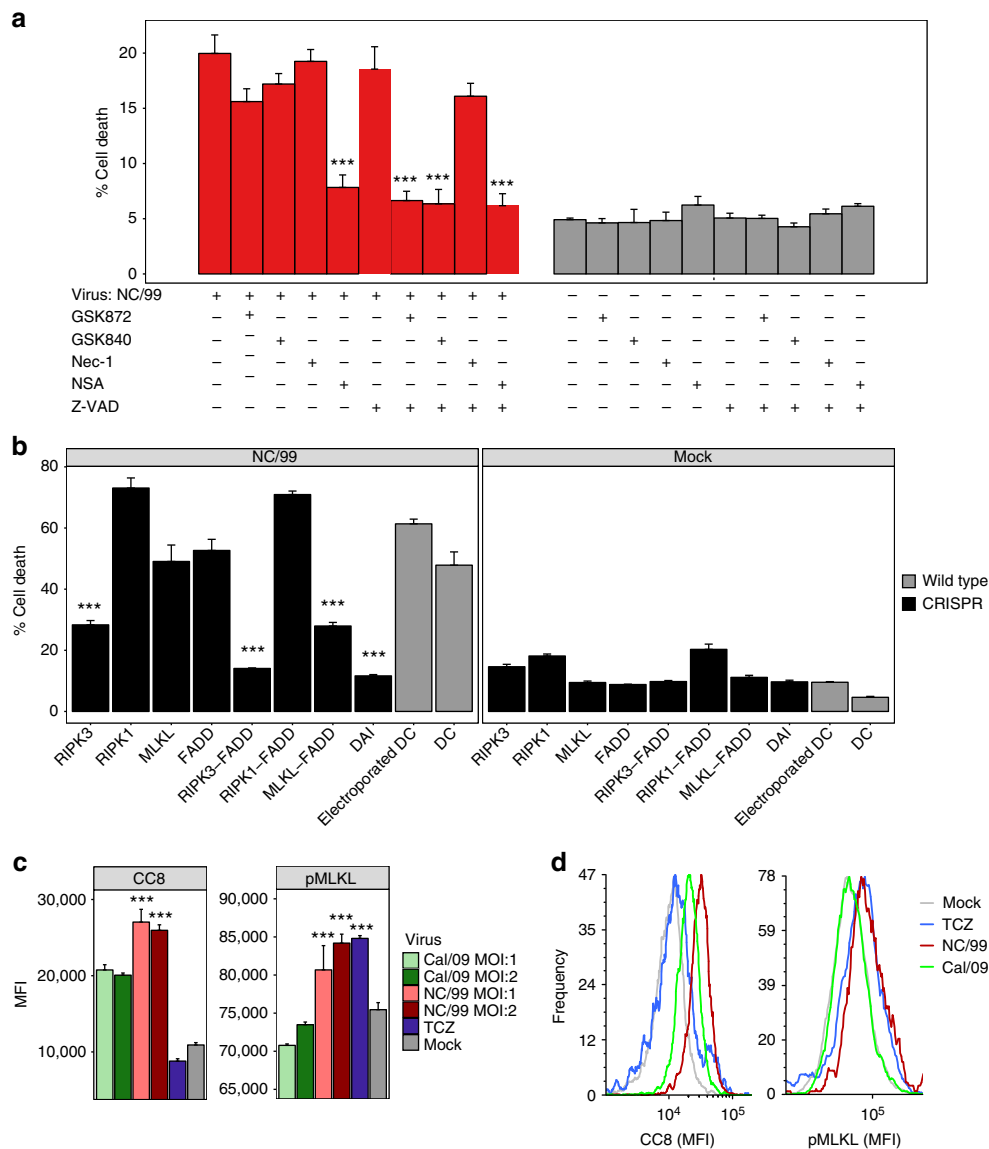 a
% Cell death
20
15
10
5
0
*** *** *** ***
Virus: NC/99 + + + + + + + + + + – – – – – – – – – –
GSK872 – + – – – – + – – – – + – – – – + – – –
GSK840 – – + – – – – + – – – – + – – – – + – –
Nec-1 – – – + – – – – + – – – – + – – – – + –
NSA – – – – + – – – – + – – – – + – – – – +
Z-VAD – – – – – + + + + + – – – – – + + + + +
b
NC/99 Mock
% Cell death
80
60
40
20
0
*** *** *** ***
RIPK3 RIPK1 MLKL FADD RIPK3–FADD RIPK1–FADD MLKL–FADD DAI Electroporated DC DC
RIPK3 RIPK1 MLKL FADD RIPK3–FADD RIPK1–FADD MLKL–FADD DAI Electroporated DC DC
Wild type
CRISPR
c
CC8
MFI
30,000
20,000
10,000
*** ***
pMLKL
90,000
85,000
80,000
75,000
70,000
65,000
*** *** ***
Virus
Cal/09 MOI:1
Cal/09 MOI:2
NC/99 MOI:1
NC/99 MOI:2
TCZ
Mock
d
Frequency
47
35
24
12
0
10⁴ 10⁵
CC8 (MFI)
78
59
39
20
0
10⁵
pMLKL (MFI)
Mock
TCZ
NC/99
Cal/09